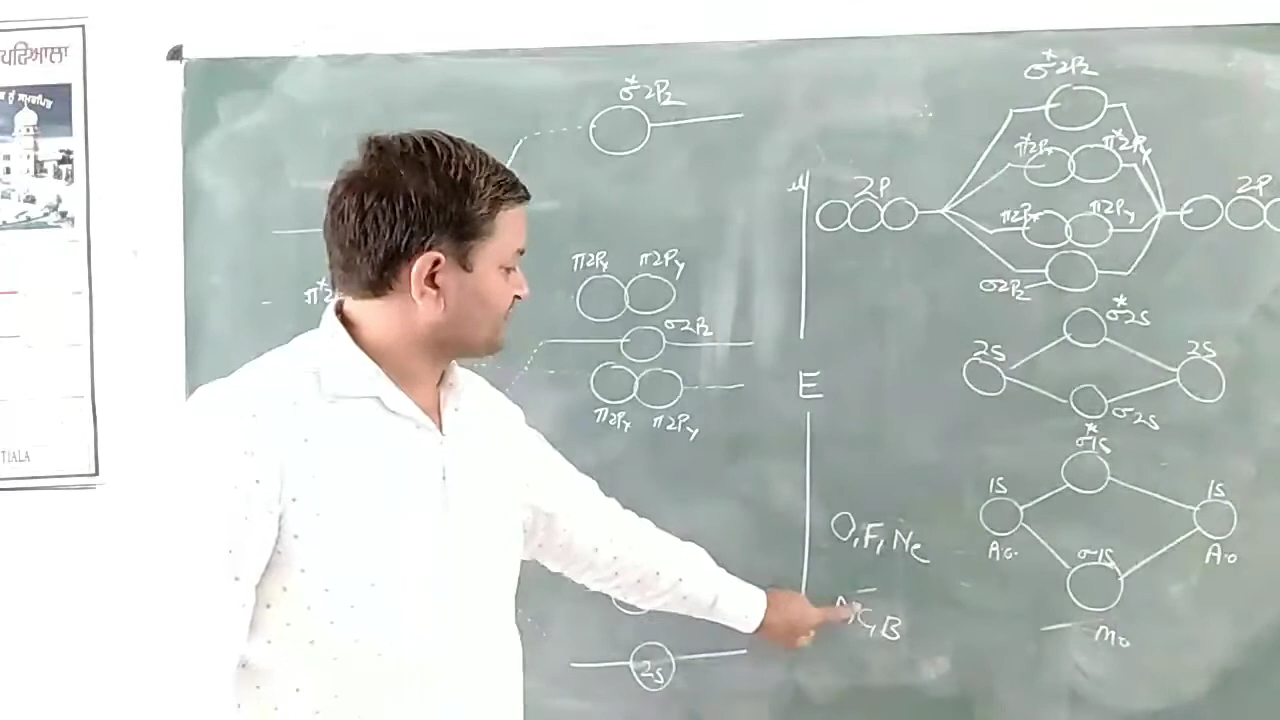 ਪਟਿਆਲਾ
ਨੂੰ ਸਮਰਪਿਤ
TIALA
σ*2Pz
π2Px π2Py
σ2Pz
π2Px π2Py
2S
E
O, F, Ne
C, B
σ*2Pz
π*2Px π*2Py
2P 2P
π2Px π2Py
σ2Pz
σ*2S
2S 2S
σ2S
σ*1S
1S 1S
A.O. A.O
σ1S
M.O